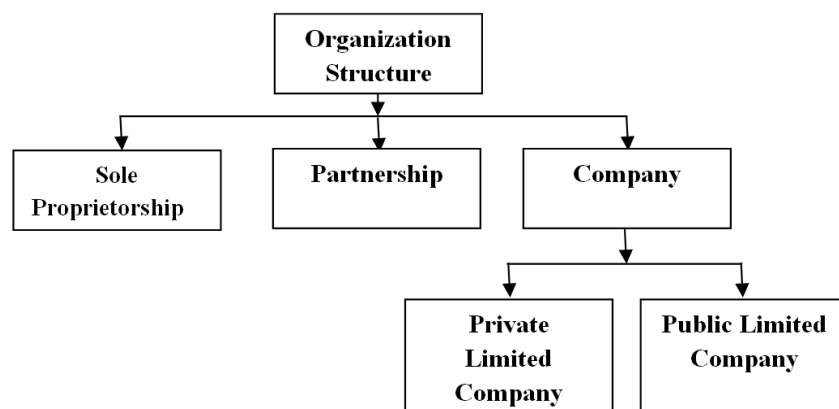 Organization
Structure
Sole
Proprietorship
Partnership
Company
Private
Limited
Company
Public Limited
Company